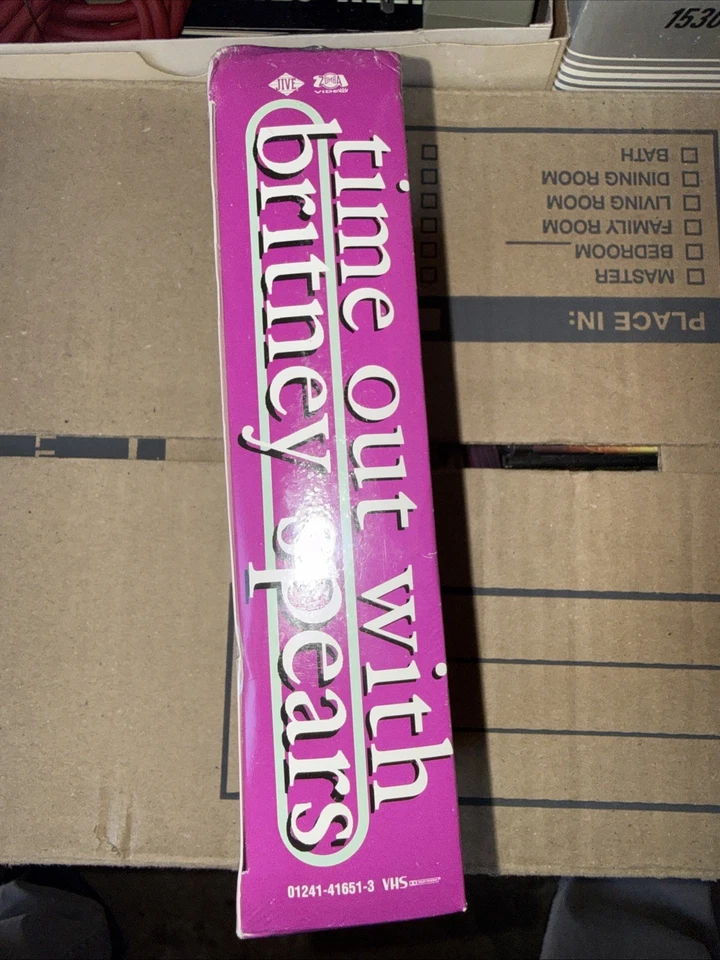 JIVE
ZOMBA
VIDEO
time out with
britney spears
01241-41651-3 VHS
1530
PLACE IN:
MASTER
BEDROOM
FAMILY ROOM
LIVING ROOM
DINING ROOM
BATH